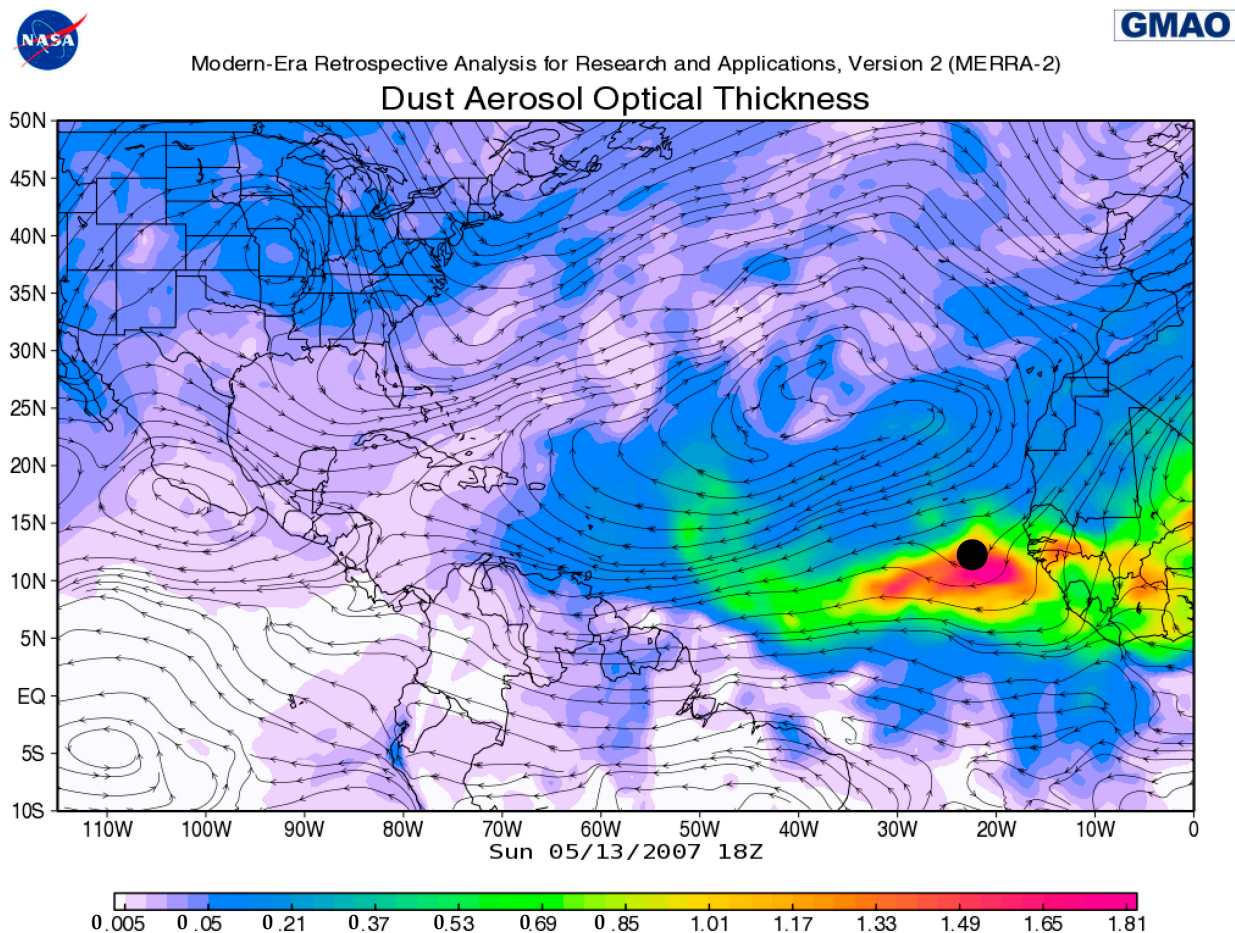 NASA
GMAO
Modern-Era Retrospective Analysis for Research and Applications, Version 2 (MERRA-2)
Dust Aerosol Optical Thickness
50N
45N
40N
35N
30N
25N
20N
15N
10N
5N
EQ
5S
10S
110W 100W 90W 80W 70W 60W 50W 40W 30W 20W 10W 0
Sun 05/13/2007 18Z
0.005 0.05 0.21 0.37 0.53 0.69 0.85 1.01 1.17 1.33 1.49 1.65 1.81